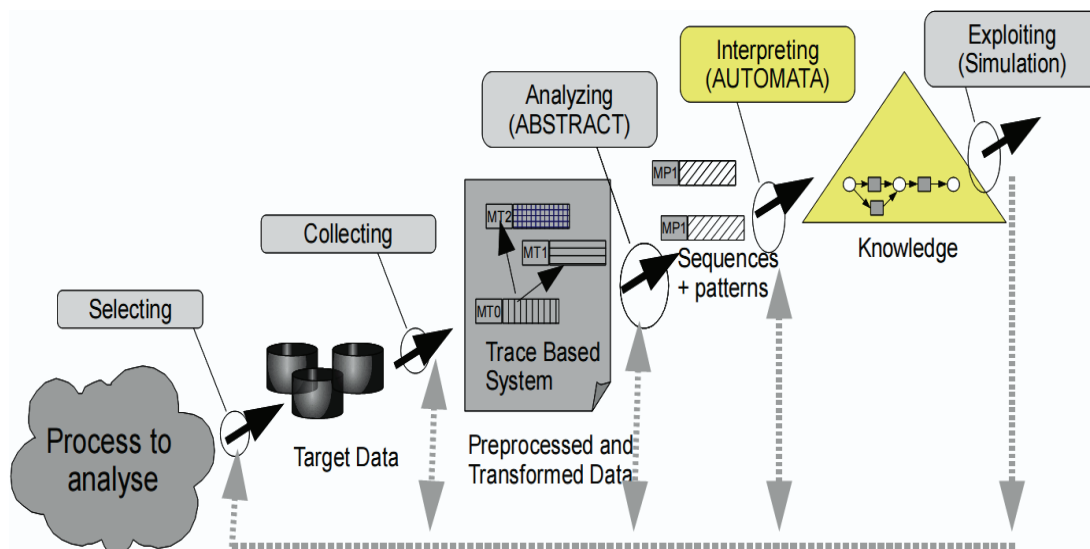 Process to
analyse
Selecting
Target Data
Collecting
MT2
MT1
MT0
Trace Based
System
Preprocessed and
Transformed Data
Analyzing
(ABSTRACT)
MP1
MP1
Sequences
+ patterns
Interpreting
(AUTOMATA)
Knowledge
Exploiting
(Simulation)